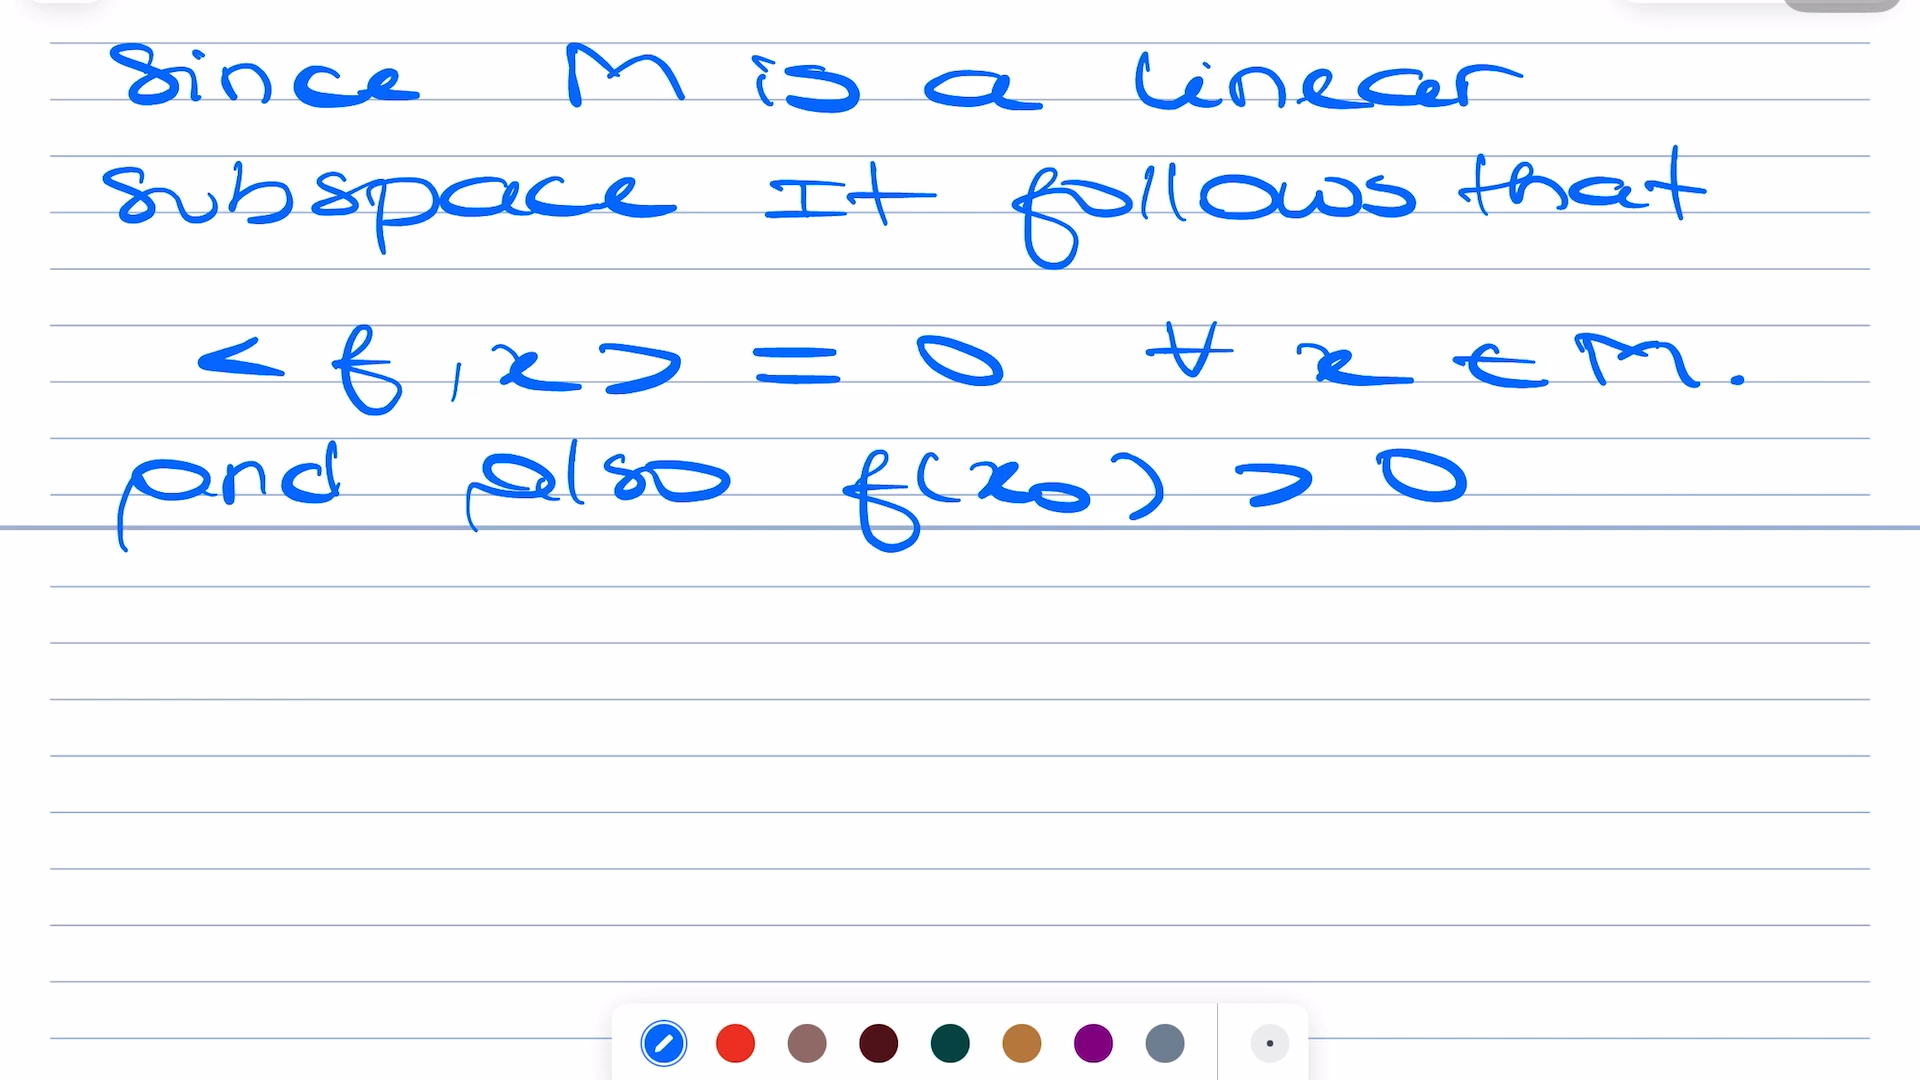 Since M is a linear
subspace It follows that
< f, x > = 0 ∀ x ∈ M.
and also f(x₀) > 0